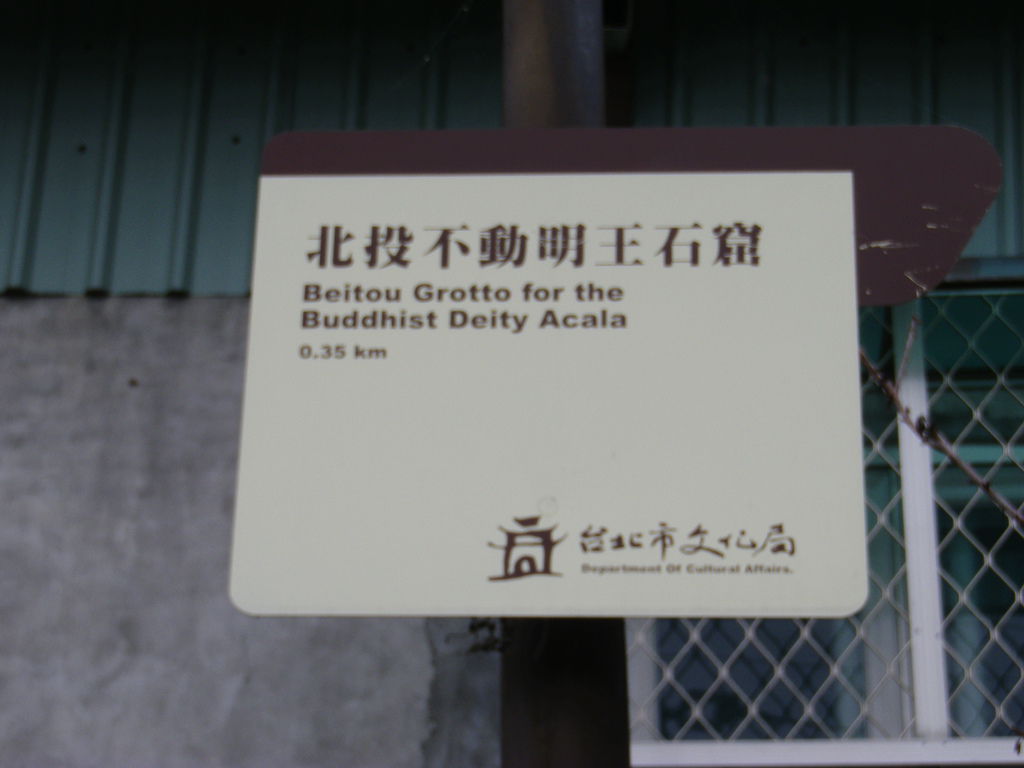 北投不動明王石窟
Beitou Grotto for the
Buddhist Deity Acala
0.35 km
台北市文化局
Department Of Cultural Affairs.